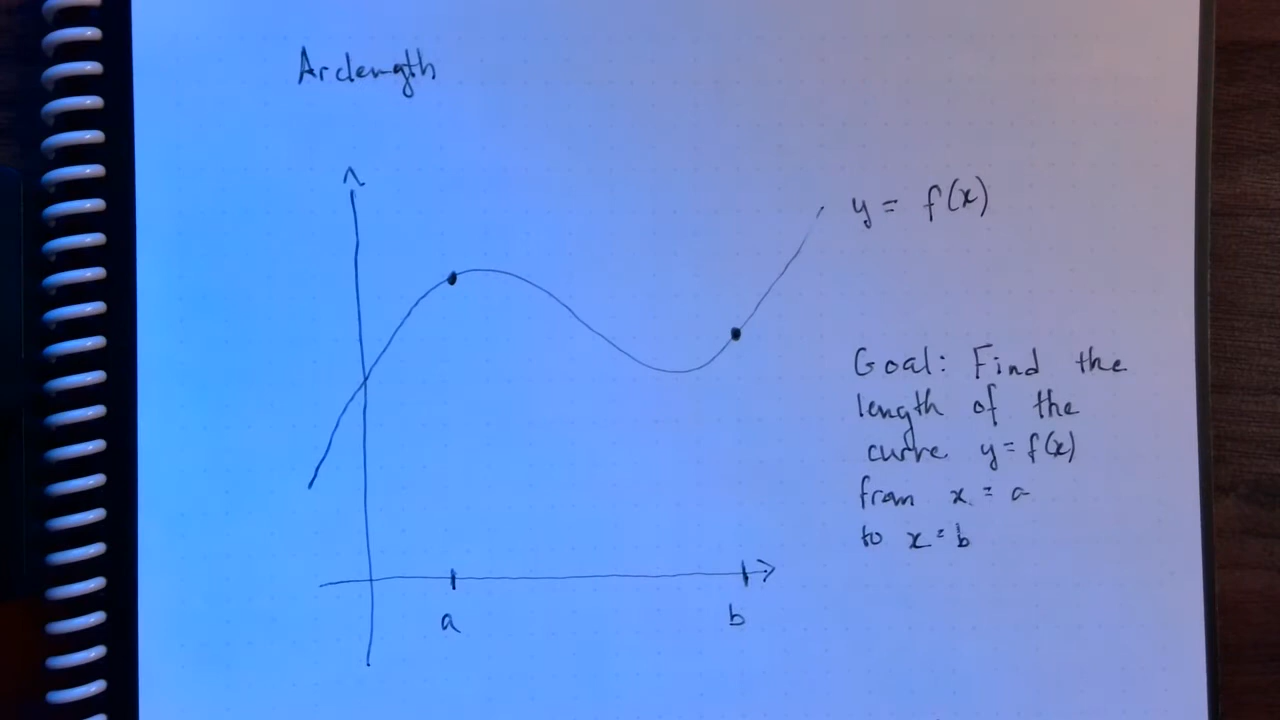 Arclength
y = f(x)
Goal: Find the
length of the
curve y = f(x)
from x = a
to x = b
a
b